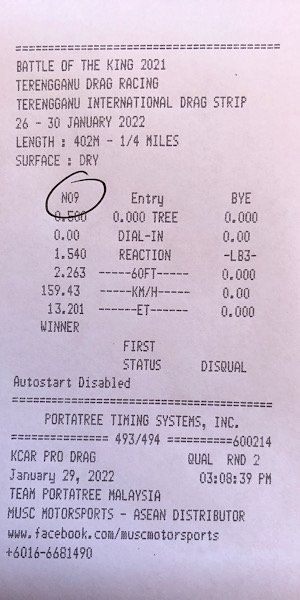 ===================================
BATTLE OF THE KING 2021
TERENGGANU DRAG RACING
TERENGGANU INTERNATIONAL DRAG STRIP
26 - 30 JANUARY 2022
LENGTH : 402M - 1/4 MILES
SURFACE : DRY
NO9 Entry BYE
0.500 0.000 TREE 0.000
0.00 DIAL-IN 0.00
1.540 REACTION -LB3-
2.263 -----60FT----- 0.000
159.43 -----KM/H----- 0.00
13.201 ------ET------ 0.000
WINNER
FIRST
STATUS DISQUAL
Autostart Disabled
===================================
PORTATREE TIMING SYSTEMS, INC.
=============== 493/494 ==========600214
KCAR PRO DRAG QUAL RND 2
January 29, 2022 03:08:39 PM
TEAM PORTATREE MALAYSIA
MUSC MOTORSPORTS - ASEAN DISTRIBUTOR
www.facebook.com/muscmotorsports
+6016-6681490